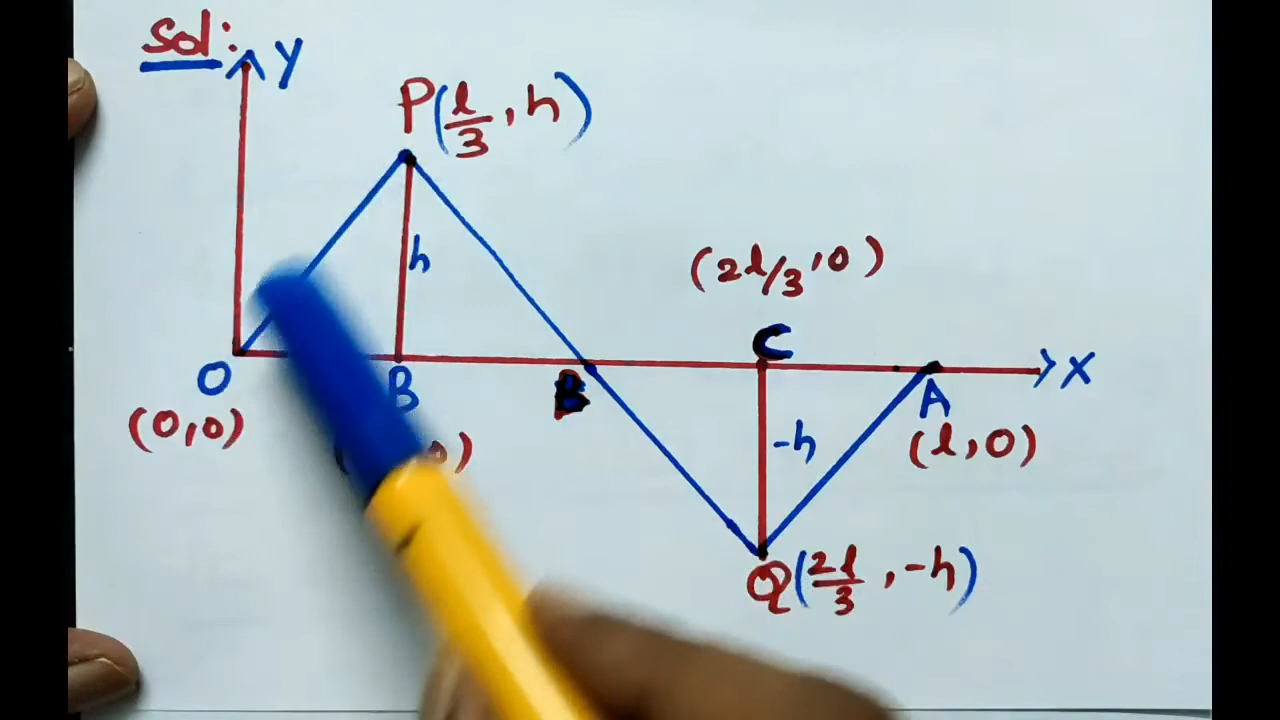 Sol:
Y
P(l/3, h)
h
(2l/3, 0)
C
O
B
X
A
(0,0)
-h
(l, 0)
Q(2l/3, -h)